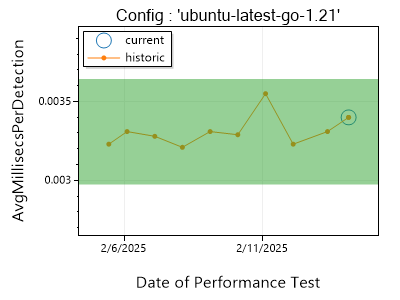 Config : 'ubuntu-latest-go-1.21'
current
historic
AvgMillisecsPerDetection
0.0035
0.003
2/6/2025
2/11/2025
Date of Performance Test